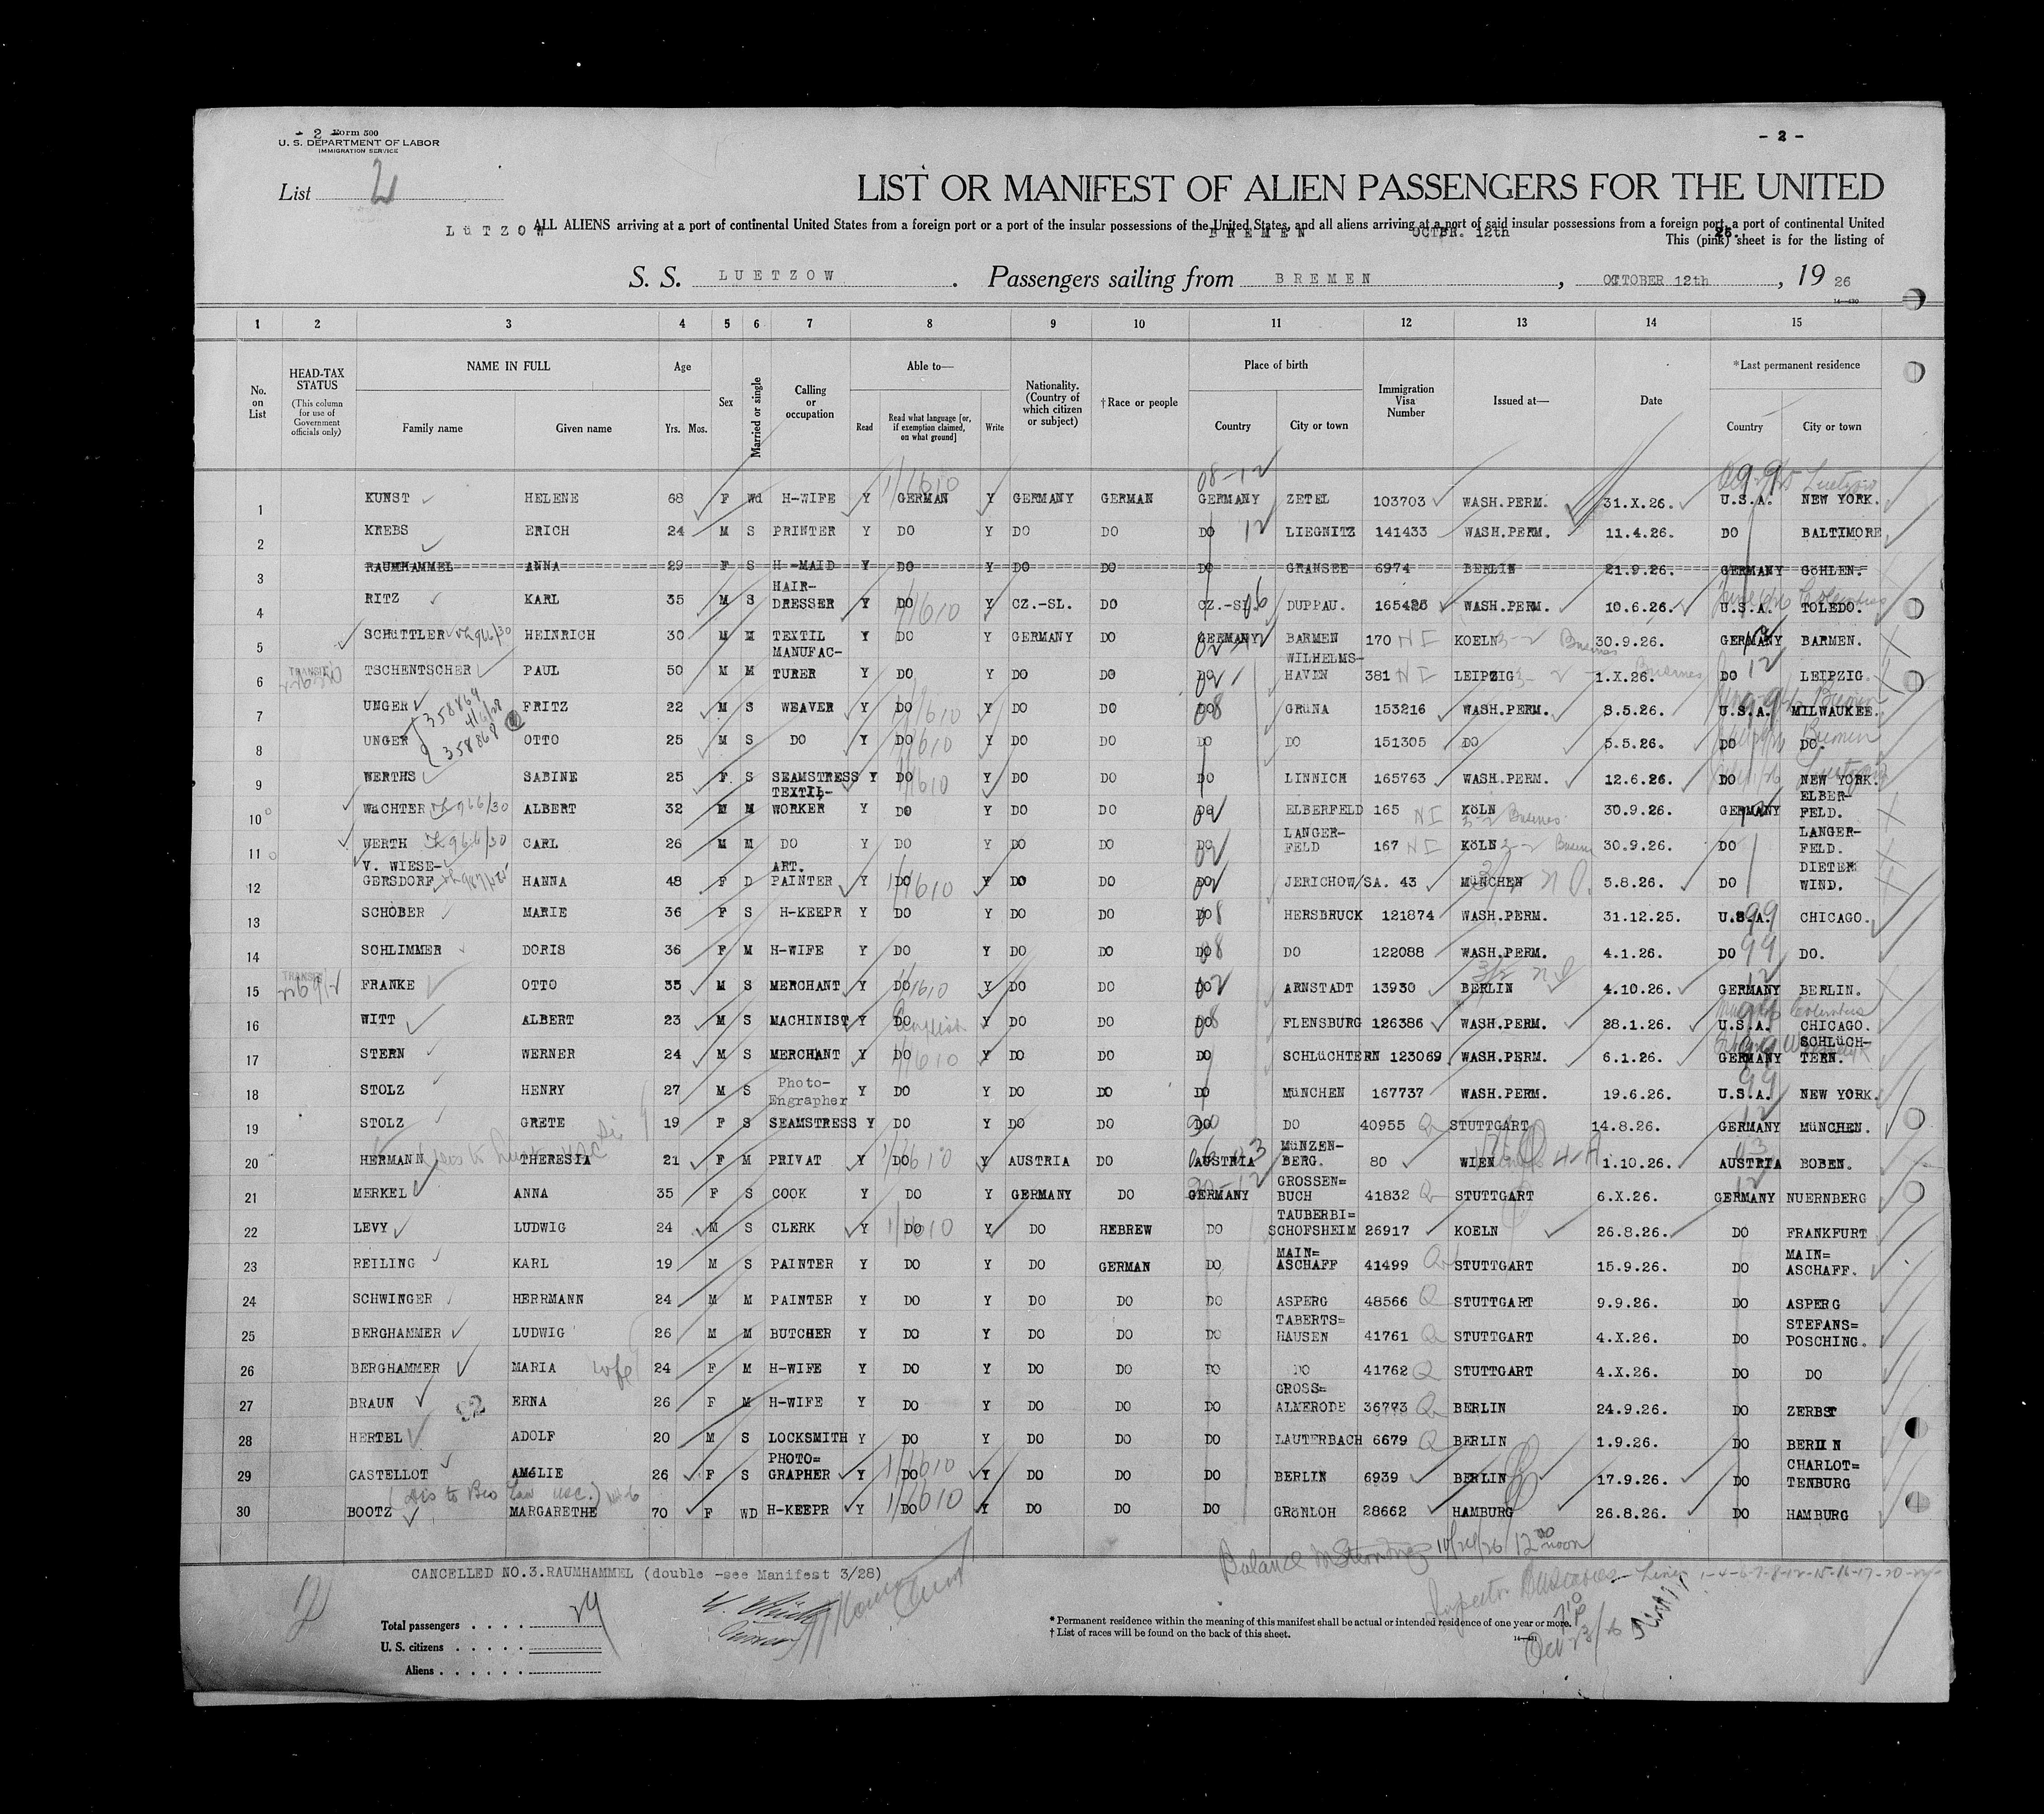 - 2 Form 500
U. S. DEPARTMENT OF LABOR
IMMIGRATION SERVICE
- 2 -
List 2
LIST OR MANIFEST OF ALIEN PASSENGERS FOR THE UNITED
ALL ALIENS arriving at a port of continental United States from a foreign port or a port of the insular possessions of the United States, and all aliens arriving at a port of said insular possessions from a foreign port, a port of continental United
LüTZOW BREMEN OCTBR. 12th 26.
This (pink) sheet is for the listing of
S. S. LUETZOW . Passengers sailing from BREMEN , OCTOBER 12th , 19 26
14—430
1 2 3 4 5 6 7 8 9 10 11 12 13 14 15
No. on List
HEAD-TAX STATUS (This column for use of Government officials only)
NAME IN FULL
Family name Given name
Age
Yrs. Mos.
Sex
Married or single
Calling or occupation
Able to—
Read Read what language [or, if exemption claimed, on what ground] Write
Nationality. (Country of which citizen or subject)
†Race or people
Place of birth
Country City or town
Immigration Visa Number
Issued at—
Date
*Last permanent residence
Country City or town
1 KUNST HELENE 68 F Wd H-WIFE Y GERMAN Y GERMANY GERMAN GERMANY ZETEL 103703 WASH.PERM. 31.X.26. U.S.A. NEW YORK.
2 KREBS ERICH 24 M S PRINTER Y DO Y DO DO DO LIEGNITZ 141433 WASH.PERM. 11.4.26. DO BALTIMORE
3 RAUMHAMMEL ANNA 29 F S H-MAID Y DO Y DO DO DO GRANSEE 6974 BERLIN 21.9.26. GERMANY GöHLEN.
4 RITZ KARL 35 M S HAIR-DRESSER Y DO Y CZ.-SL. DO CZ.-SL. DUPPAU. 165425 WASH.PERM. 10.6.26. U.S.A. TOLEDO.
5 SCHüTTLER HEINRICH 30 M M TEXTIL Y DO Y GERMANY DO GERMANY BARMEN 170 KOELN 30.9.26. GERMANY BARMEN.
6 TRANSIT TSCHENTSCHER PAUL 50 M M MANUFAC-TURER Y DO Y DO DO DO WILHELMS-HAVEN 381 LEIPZIG 1.X.26. DO LEIPZIG.
7 UNGER FRITZ 22 M S WEAVER Y DO Y DO DO DO GRüNA 153216 WASH.PERM. 8.5.26. U.S.A. MILWAUKEE.
8 UNGER OTTO 25 M S DO Y DO Y DO DO DO DO 151305 DO 5.5.26. DO DO.
9 WERTHS SABINE 25 F S SEAMSTRESS Y DO Y DO DO DO LINNICH 165763 WASH.PERM. 12.6.26. DO NEW YORK.
10 WäCHTER ALBERT 32 M M TEXTIL-WORKER Y DO Y DO DO DO ELBERFELD 165 KöLN 30.9.26. GERMANY ELBER-FELD.
11 WERTH CARL 26 M M DO Y DO Y DO DO DO LANGER-FELD 167 KöLN 30.9.26. DO LANGER-FELD.
12 V. WIESE-GERSDORF HANNA 48 F D ART. PAINTER Y DO Y DO DO DO JERICHOW/SA. 43 MüNCHEN 5.8.26. DO DIETER WIND.
13 SCHOBER MARIE 36 F S H-KEEPR Y DO Y DO DO DO HERSBRUCK 121874 WASH.PERM. 31.12.25. U.S.A. CHICAGO.
14 SCHLIMMER DORIS 36 F M H-WIFE Y DO Y DO DO DO DO 122088 WASH.PERM. 4.1.26. DO DO.
15 TRANSIT FRANKE OTTO 35 M S MERCHANT Y DO Y DO DO DO ARNSTADT 13930 BERLIN 4.10.26. GERMANY BERLIN.
16 WITT ALBERT 23 M S MACHINIST Y DO English Y DO DO DO FLENSBURG 126386 WASH.PERM. 28.1.26. U.S.A. CHICAGO.
17 STERN WERNER 24 M S MERCHANT Y DO Y DO DO DO SCHLüCHTERN 123069 WASH.PERM. 6.1.26. GERMANY SCHLüCH-TERN.
18 STOLZ HENRY 27 M S Photo-Engrapher Y DO Y DO DO DO MüNCHEN 167737 WASH.PERM. 19.6.26. U.S.A. NEW YORK.
19 STOLZ GRETE 19 F S SEAMSTRESS Y DO Y DO DO DO DO 40955 STUTTGART 14.8.26. GERMANY MüNCHEN.
20 HERMANN THERESIA 21 F M PRIVAT Y DO Y AUSTRIA DO AUSTRIA MüNZEN-BERG. 80 WIEN 1.10.26. AUSTRIA BOBEN.
21 MERKEL ANNA 35 F S COOK Y DO Y GERMANY DO GERMANY GROSSEN=BUCH 41832 STUTTGART 6.X.26. GERMANY NUERNBERG
22 LEVY LUDWIG 24 M S CLERK Y DO Y DO HEBREW DO TAUBERBI=SCHOFSHEIM 26917 KOELN 26.8.26. DO FRANKFURT
23 REILING KARL 19 M S PAINTER Y DO Y DO GERMAN DO MAIN=ASCHAFF 41499 STUTTGART 15.9.26. DO MAIN=ASCHAFF.
24 SCHWINGER HERRMANN 24 M M PAINTER Y DO Y DO DO DO ASPERG 48566 STUTTGART 9.9.26. DO ASPERG
25 BERGHAMMER LUDWIG 26 M M BUTCHER Y DO Y DO DO DO TABERTS=HAUSEN 41761 STUTTGART 4.X.26. DO STEFANS=POSCHING.
26 BERGHAMMER MARIA wife 24 F M H-WIFE Y DO Y DO DO DO DO 41762 STUTTGART 4.X.26. DO DO
27 BRAUN ERNA 26 F M H-WIFE Y DO Y DO DO DO GROSS=ALMERODE 36773 BERLIN 24.9.26. DO ZERBST
28 HERTEL ADOLF 20 M S LOCKSMITH Y DO Y DO DO DO LAUTERBACH 6679 BERLIN 1.9.26. DO BERLIN
29 CASTELLOT AMéLIE 26 F S PHOTO=GRAPHER Y DO Y DO DO DO BERLIN 6939 BERLIN 17.9.26. DO CHARLOT=TENBURG
30 BOOTZ MARGARETHE 70 F WD H-KEEPR Y DO Y DO DO DO GRöNLOH 28662 HAMBURG 26.8.26. DO HAMBURG
CANCELLED NO.3.RAUMHAMMEL (double -see Manifest 3/28)
Total passengers . . . . 29
U. S. citizens . . . . .
Aliens . . . . . .
* Permanent residence within the meaning of this manifest shall be actual or intended residence of one year or more.
† List of races will be found on the back of this sheet.
14—431
Oct 23/26